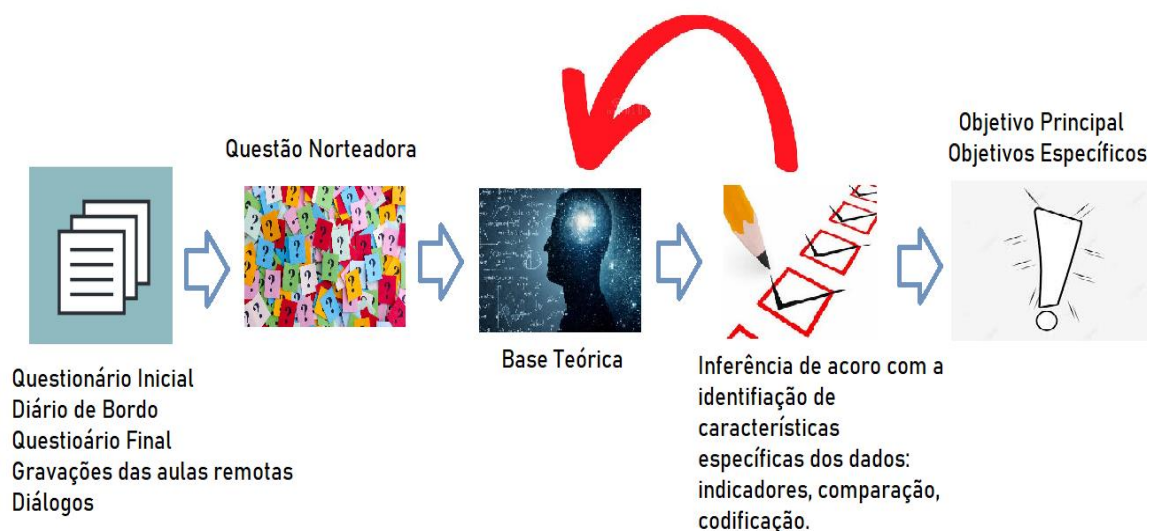 Questão Norteadora
Objetivo Principal
Objetivos Específicos
Questionário Inicial
Diário de Bordo
Questioário Final
Gravações das aulas remotas
Diálogos
Base Teórica
Inferência de acoro com a
identifiação de
características
específicas dos dados:
indicadores, comparação,
codificação.